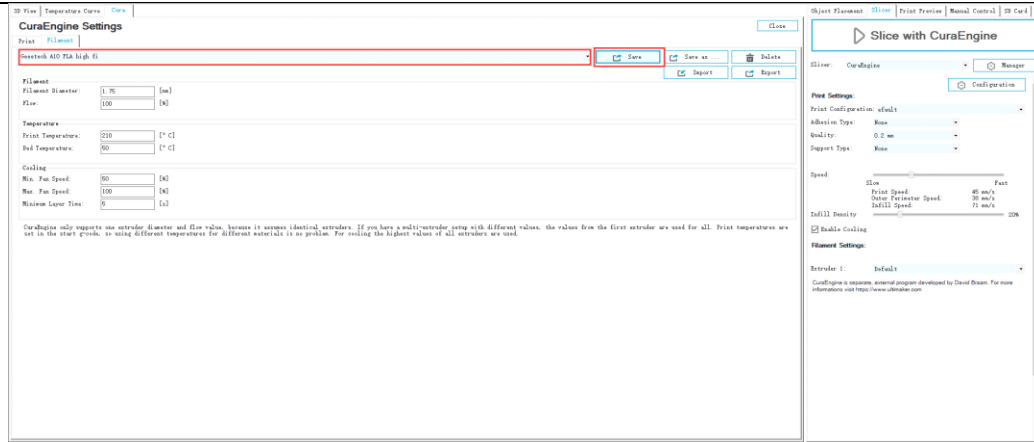 3D View Temperature Curve Cura
CuraEngine Settings
Close
Print Filament
Geeetech AIO PLA high fi
Save
Save as ...
Delete
Import
Export
Filament
Filament Diameter: 1.75 [mm]
Flow: 100 [%]
Temperature
Print Temperature: 210 [° C]
Bed Temperature: 60 [° C]
Cooling
Min. Fan Speed: 50 [%]
Max. Fan Speed: 100 [%]
Minimum Layer Time: 5 [s]
CuraEngine only supports one extruder diameter and flow value, because it assumes identical extruders. If you have a multi-extruder setup with different values, the values from the first extruder are used for all. Print temperatures are
set in the start g-code, so using different temperatures for different materials is no problem. For cooling the highest values of all extruders are used.
Object Placement Slicer Print Preview Manual Control SD Card
Slice with CuraEngine
Slicer: CuraEngine
Manager
Configuration
Print Settings:
Print Configuration: efault
Adhesion Type: None
Quality: 0.2 mm
Support Type: None
Speed:
Slow Fast
Print Speed: 45 mm/s
Outer Perimeter Speed: 38 mm/s
Infill Speed: 71 mm/s
Infill Density 20%
Enable Cooling
Filament Settings:
Extruder 1: Default
CuraEngine is separate, external program developed by David Braam. For more
informations visit https://www.ultimaker.com